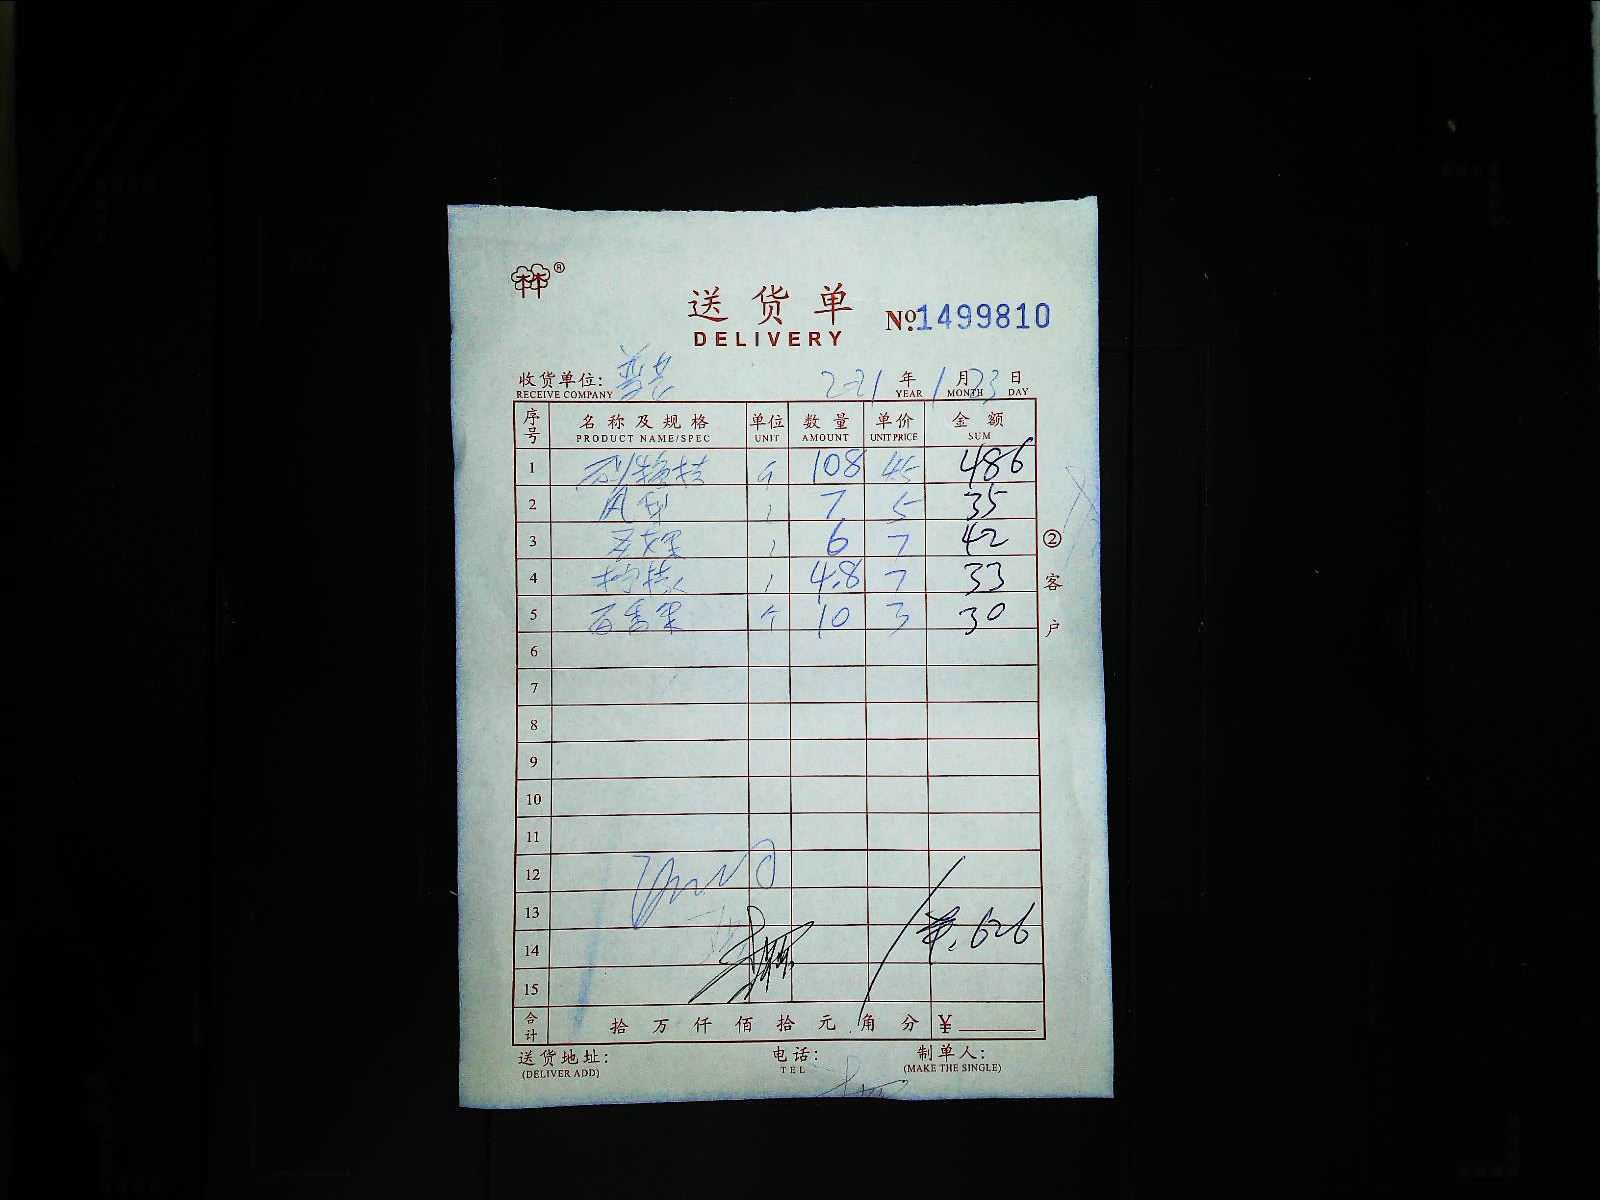 送货单
DELIVERY
№1499810
收货单位:
RECEIVE COMPANY
2021 年 1 月 23 日
YEAR MONTH DAY
序号 名称及规格 单位 数量 单价 金额
PRODUCT NAME/SPEC UNIT AMOUNT UNIT PRICE SUM
1 108 4.5 486
2 7 5 35
3 6 7 42
4 柠檬 4.8 7 33
5 百香果 个 10 3 30
6
7
8
9
10
11
12
13
14 626
15
合计 拾 万 仟 佰 拾 元 角 分 ¥
送货地址: 电话: 制单人:
(DELIVER ADD) TEL (MAKE THE SINGLE)
②客户